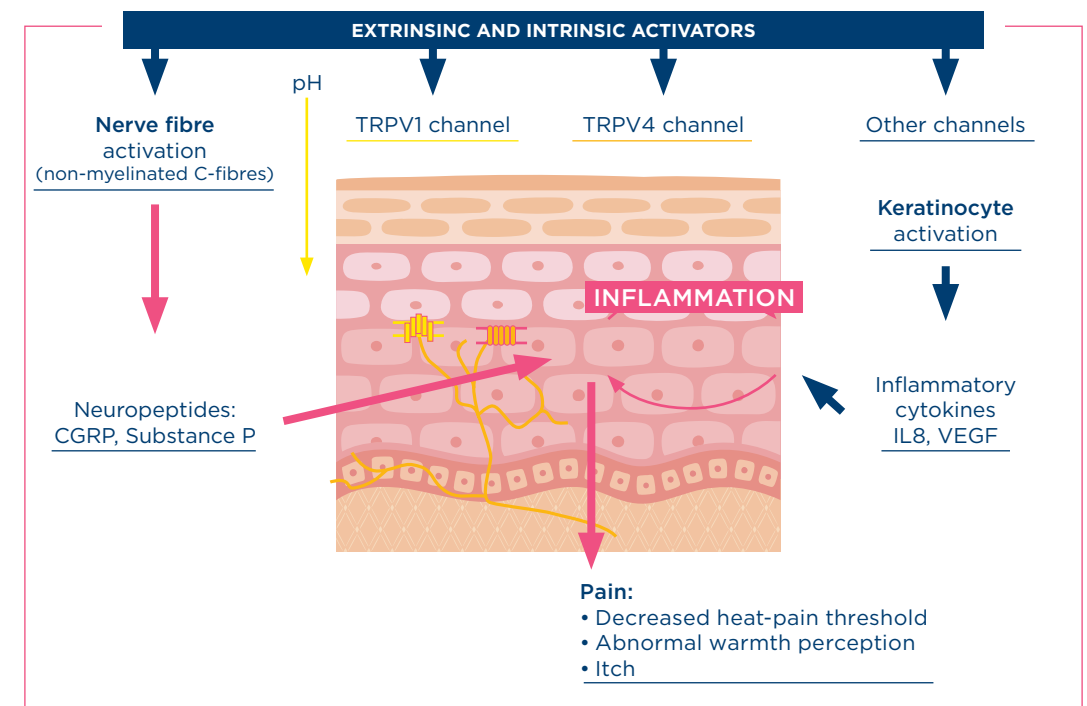 EXTRINSINC AND INTRINSIC ACTIVATORS
pH
Nerve fibre
activation
(non-myelinated C-fibres)
TRPV1 channel
TRPV4 channel
Other channels
Keratinocyte
activation
INFLAMMATION
Neuropeptides:
CGRP, Substance P
Inflammatory
cytokines
IL8, VEGF
Pain:
• Decreased heat-pain threshold
• Abnormal warmth perception
• Itch